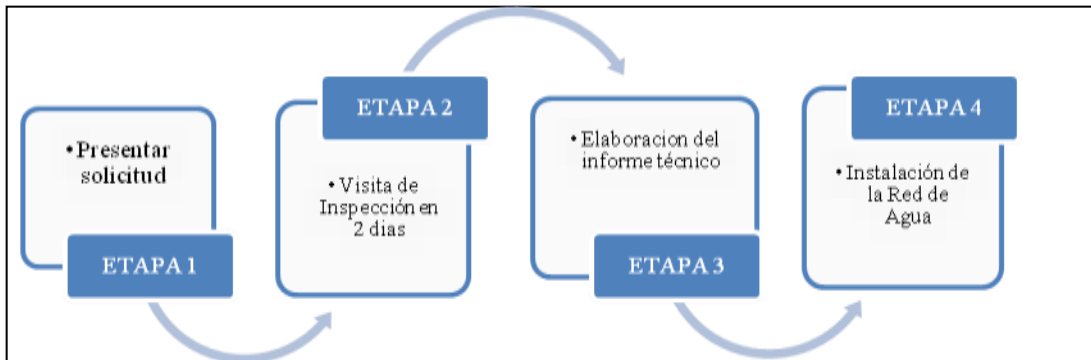 • Presentar
solicitud
ETAPA 1
ETAPA 2
• Visita de
Inspección en
2 dias
• Elaboracion del
informe técnico
ETAPA 3
ETAPA 4
• Instalación de
la Red de
Agua